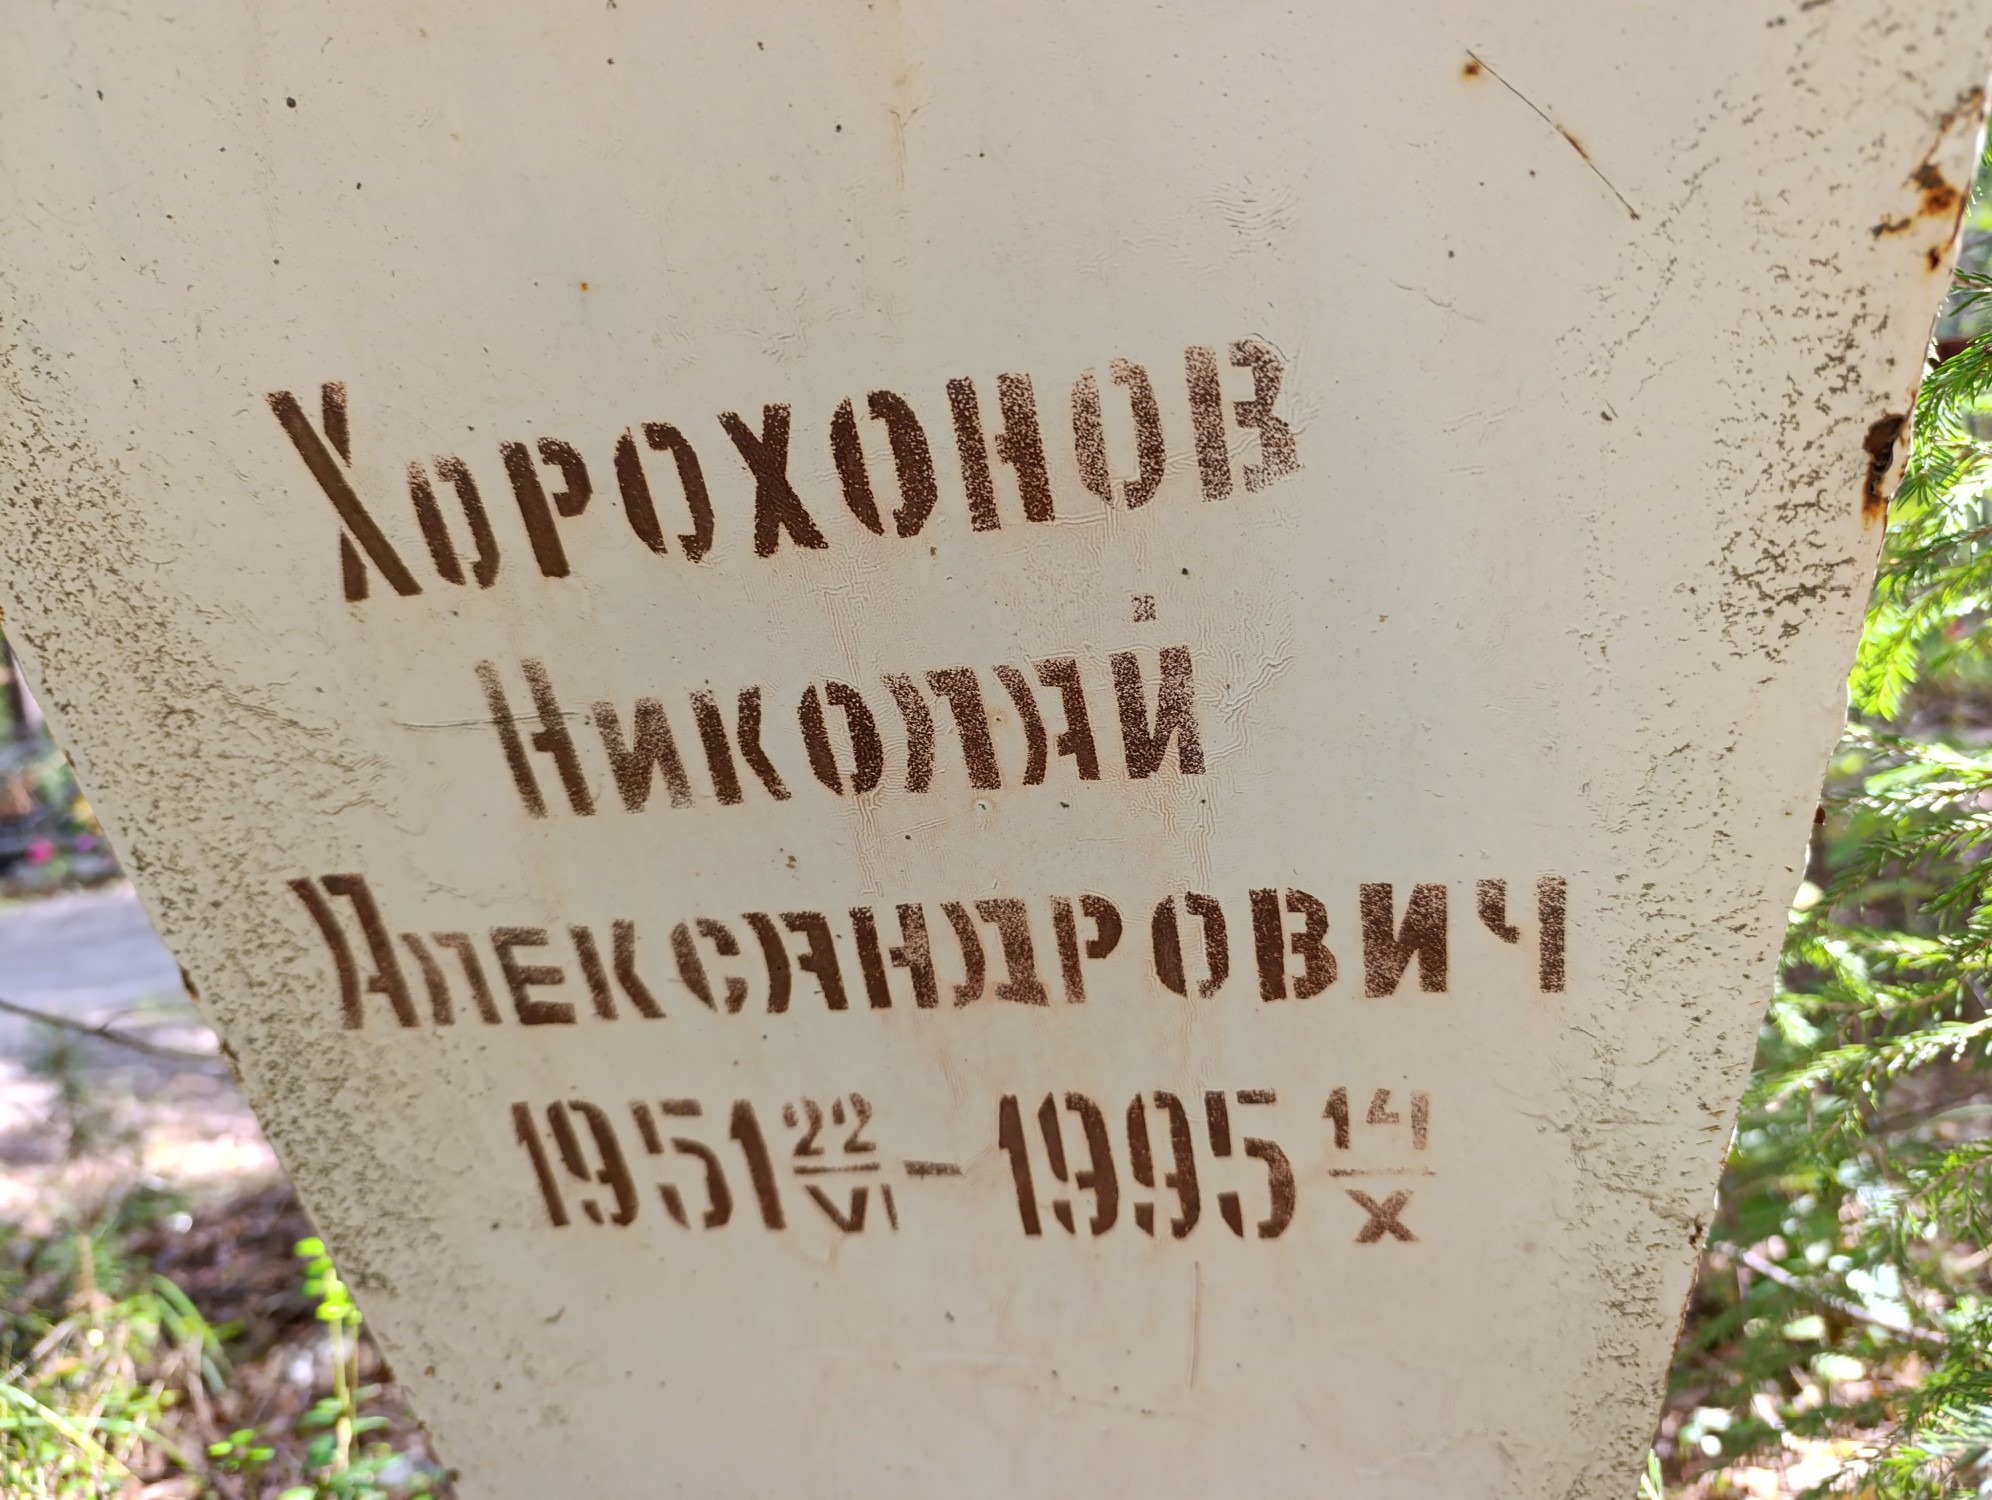 Хорохонов
Николай
Александрович
1951 22/VI - 1995 14/X